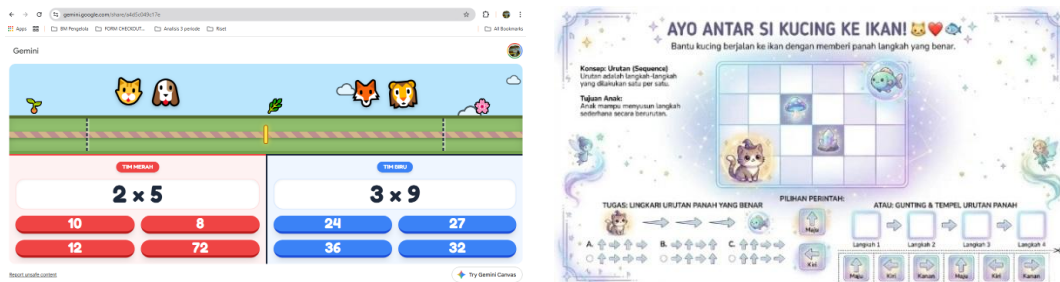 gemini.google.com/share/a4d5c049c17e
Apps
BM Pengelola
FORM CHECKOUT...
Analisis 3 periode
Riset
All Bookmarks
Gemini
TIM MERAH
2 x 5
10
8
12
72
TIM BIRU
3 x 9
24
27
36
32
Report unsafe content
Try Gemini Canvas
AYO ANTAR SI KUCING KE IKAN!
Bantu kucing berjalan ke ikan dengan memberi panah langkah yang benar.
Konsep: Urutan (Sequence)
Urutan adalah langkah-langkah
yang dilakukan satu per satu.
Tujuan Anak:
Anak mampu menyusun langkah
sederhana secara berurutan.
TUGAS: LINGKARI URUTAN PANAH YANG BENAR
A.
B.
C.
PILIHAN PERINTAH:
Maju
Kiri
ATAU: GUNTING & TEMPEL URUTAN PANAH
Langkah 1
Langkah 2
Langkah 3
Langkah 4
Maju
Kiri
Kanan
Maju
Kiri
Kanan